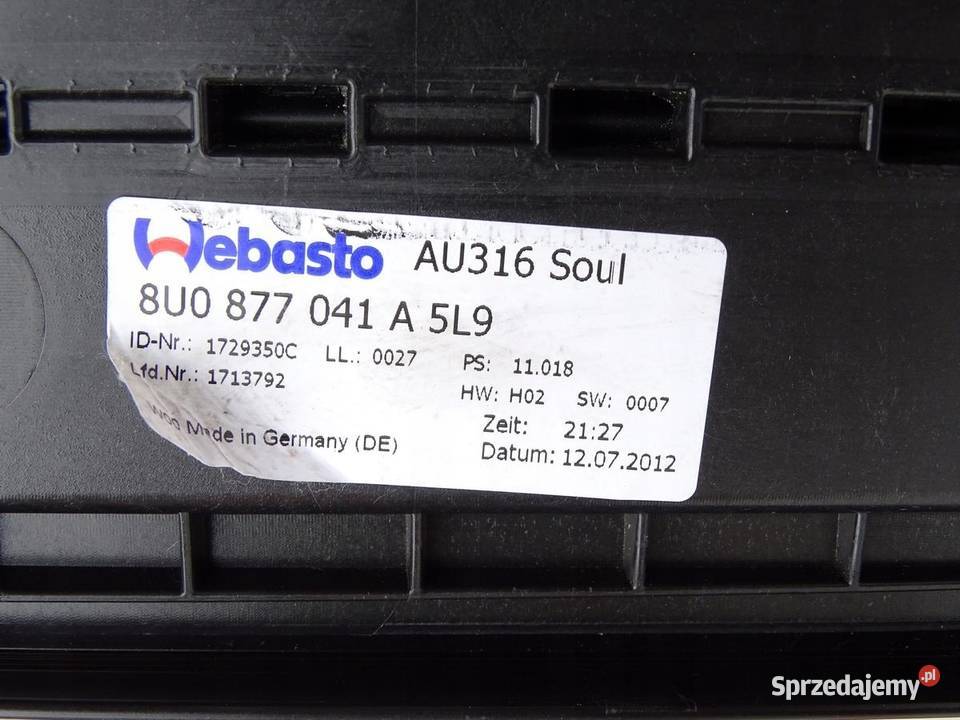 Webasto AU316 Soul
8U0 877 041 A 5L9
ID-Nr.: 1729350C LL.: 0027 PS: 11.018
Lfd.Nr.: 1713792 HW: H02 SW: 0007
Made in Germany (DE) Zeit: 21:27
Datum: 12.07.2012
Sprzedajemy.pl